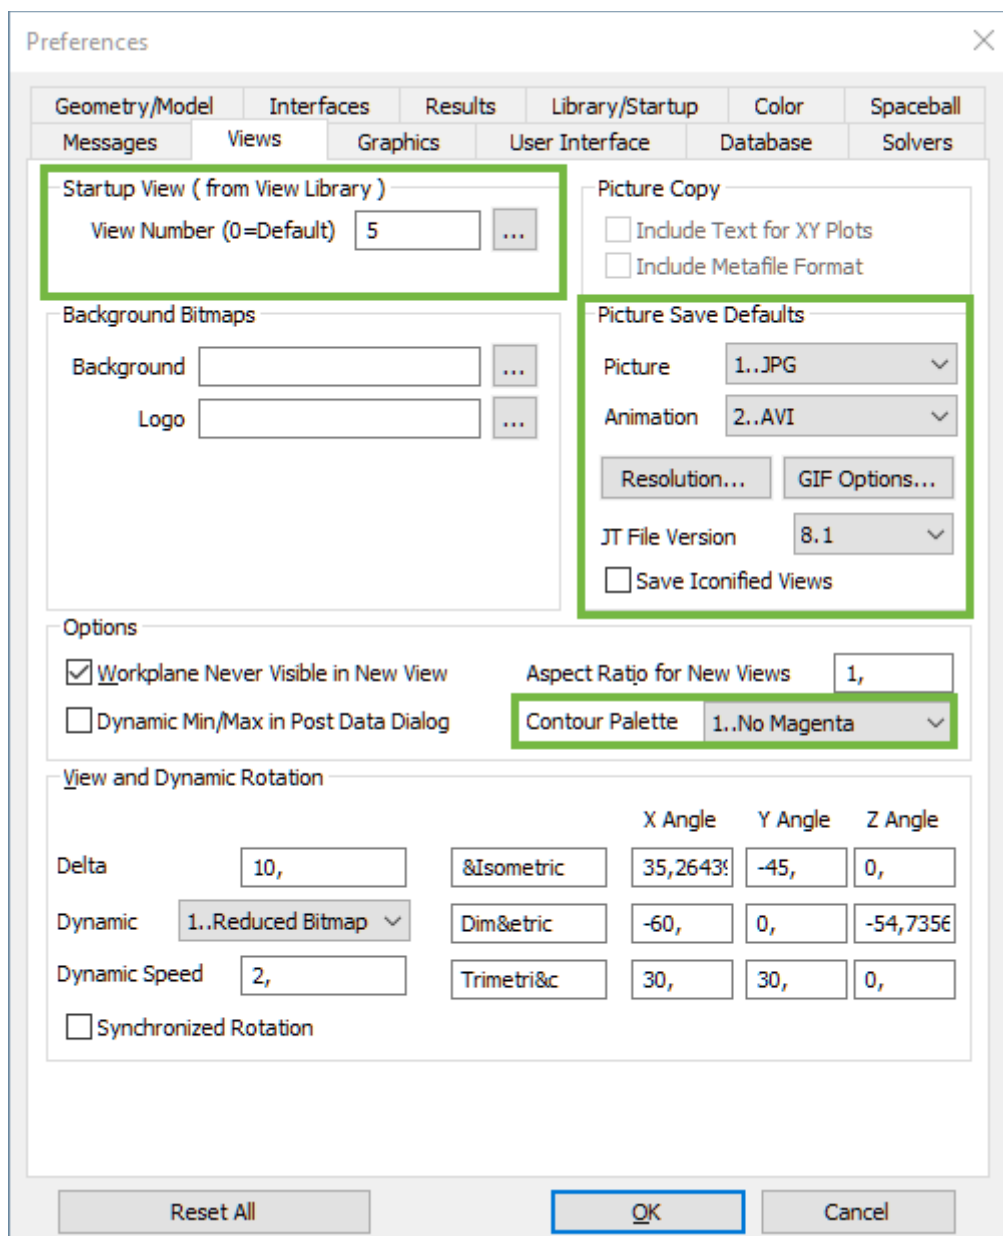 Preferences
Geometry/Model Interfaces Results Library/Startup Color Spaceball
Messages Views Graphics User Interface Database Solvers
Startup View ( from View Library )
View Number (0=Default) 5 ...
Picture Copy
Include Text for XY Plots
Include Metafile Format
Background Bitmaps
Background ...
Logo ...
Picture Save Defaults
Picture 1..JPG
Animation 2..AVI
Resolution... GIF Options...
JT File Version 8.1
Save Iconified Views
Options
Workplane Never Visible in New View Aspect Ratio for New Views 1,
Dynamic Min/Max in Post Data Dialog Contour Palette 1..No Magenta
View and Dynamic Rotation
X Angle Y Angle Z Angle
Delta 10, &Isometric 35,26439 -45, 0,
Dynamic 1..Reduced Bitmap Dim&etric -60, 0, -54,7356
Dynamic Speed 2, Trimetri&c 30, 30, 0,
Synchronized Rotation
Reset All OK Cancel